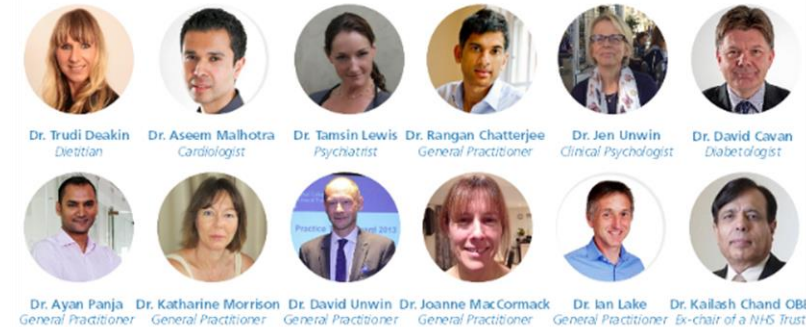 Dr. Trudi Deakin Dr. Aseem Malhotra Dr. Tamsin Lewis Dr. Rangan Chatterjee Dr. Jen Unwin Dr. David Cavan
Dietitian Cardiologist Psychiatrist General Practitioner Clinical Psychologist Diabetologist
Practice
2013
Dr. Ayan Panja Dr. Katharine Morrison Dr. David Unwin Dr. Joanne MacCormack Dr. Ian Lake Dr. Kailash Chand OBE
General Practitioner General Practitioner General Practitioner General Practitioner General Practitioner Ex-chair of a NHS Trust